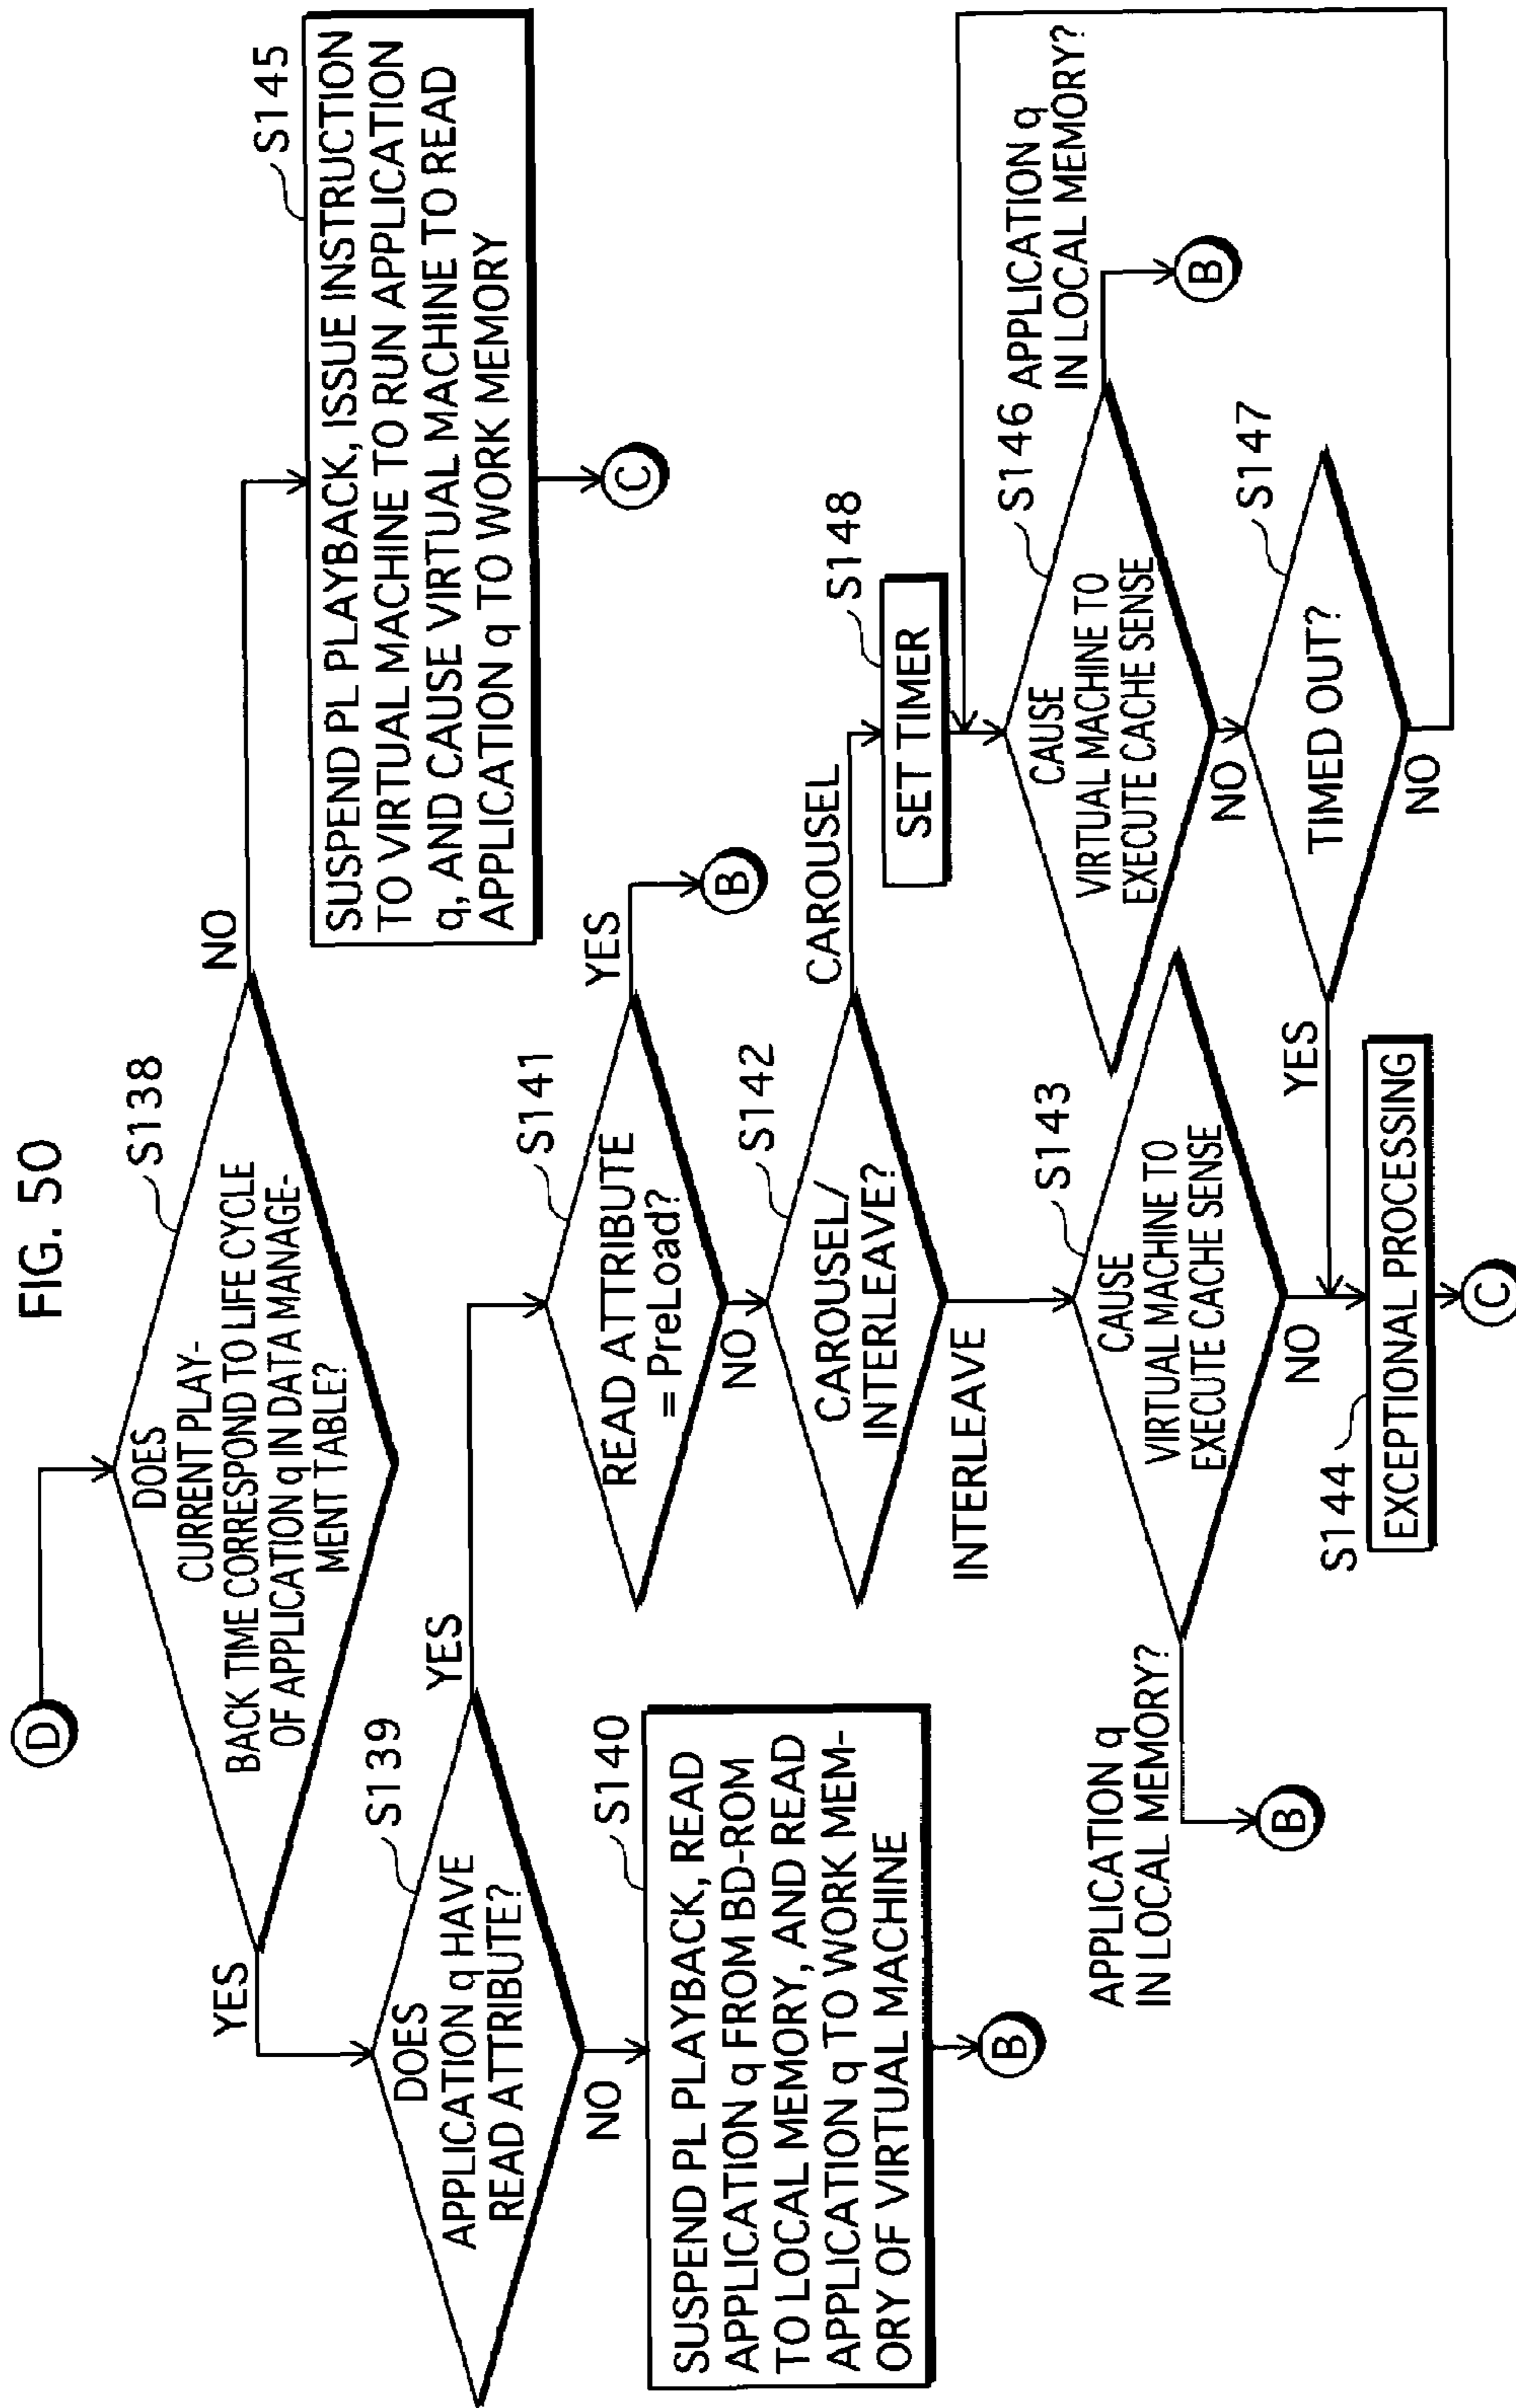 FIG. 50
D
DOES
CURRENT PLAY-
BACK TIME CORRESPOND TO LIFE CYCLE
OF APPLICATION q IN DATA MANAGE-
MENT TABLE?
S138
YES
NO
S145
SUSPEND PL PLAYBACK, ISSUE INSTRUCTION
TO VIRTUAL MACHINE TO RUN APPLICATION
q, AND CAUSE VIRTUAL MACHINE TO READ
APPLICATION q TO WORK MEMORY
C
DOES
APPLICATION q HAVE
READ ATTRIBUTE?
S139
YES
NO
S140
SUSPEND PL PLAYBACK, READ
APPLICATION q FROM BD-ROM
TO LOCAL MEMORY, AND READ
APPLICATION q TO WORK MEM-
ORY OF VIRTUAL MACHINE
B
READ ATTRIBUTE
= PreLoad?
S141
YES
B
NO
CAROUSEL/
INTERLEAVE?
S142
CAROUSEL
INTERLEAVE
S148
SET TIMER
CAUSE
VIRTUAL MACHINE TO
EXECUTE CACHE SENSE
S143
APPLICATION q
IN LOCAL MEMORY?
B
NO
S144
EXCEPTIONAL PROCESSING
C
CAUSE
VIRTUAL MACHINE TO
EXECUTE CACHE SENSE
S146
APPLICATION q
IN LOCAL MEMORY?
B
NO
TIMED OUT?
S147
YES
NO